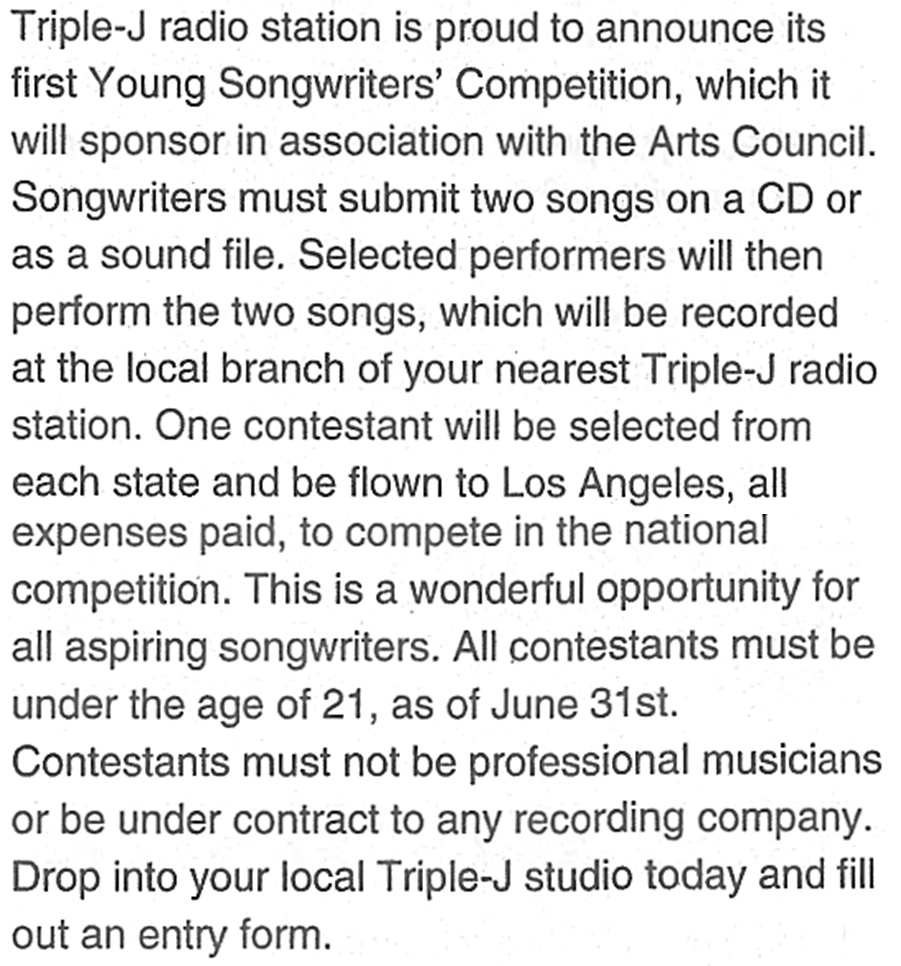 Triple-J radio station is proud to announce its
first Young Songwriters’ Competition, which it
will sponsor in association with the Arts Council.
Songwriters must submit two songs on a CD or
as a sound file. Selected performers will then
perform the two songs, which will be recorded
at the local branch of your nearest Triple-J radio
station. One contestant will be selected from
each state and be flown to Los Angeles, all
expenses paid, to compete in the national
competition. This is a wonderful opportunity for
all aspiring songwriters. All contestants must be
under the age of 21, as of June 31st.
Contestants must not be professional musicians
or be under contract to any recording company.
Drop into your local Triple-J studio today and fill
out an entry form.